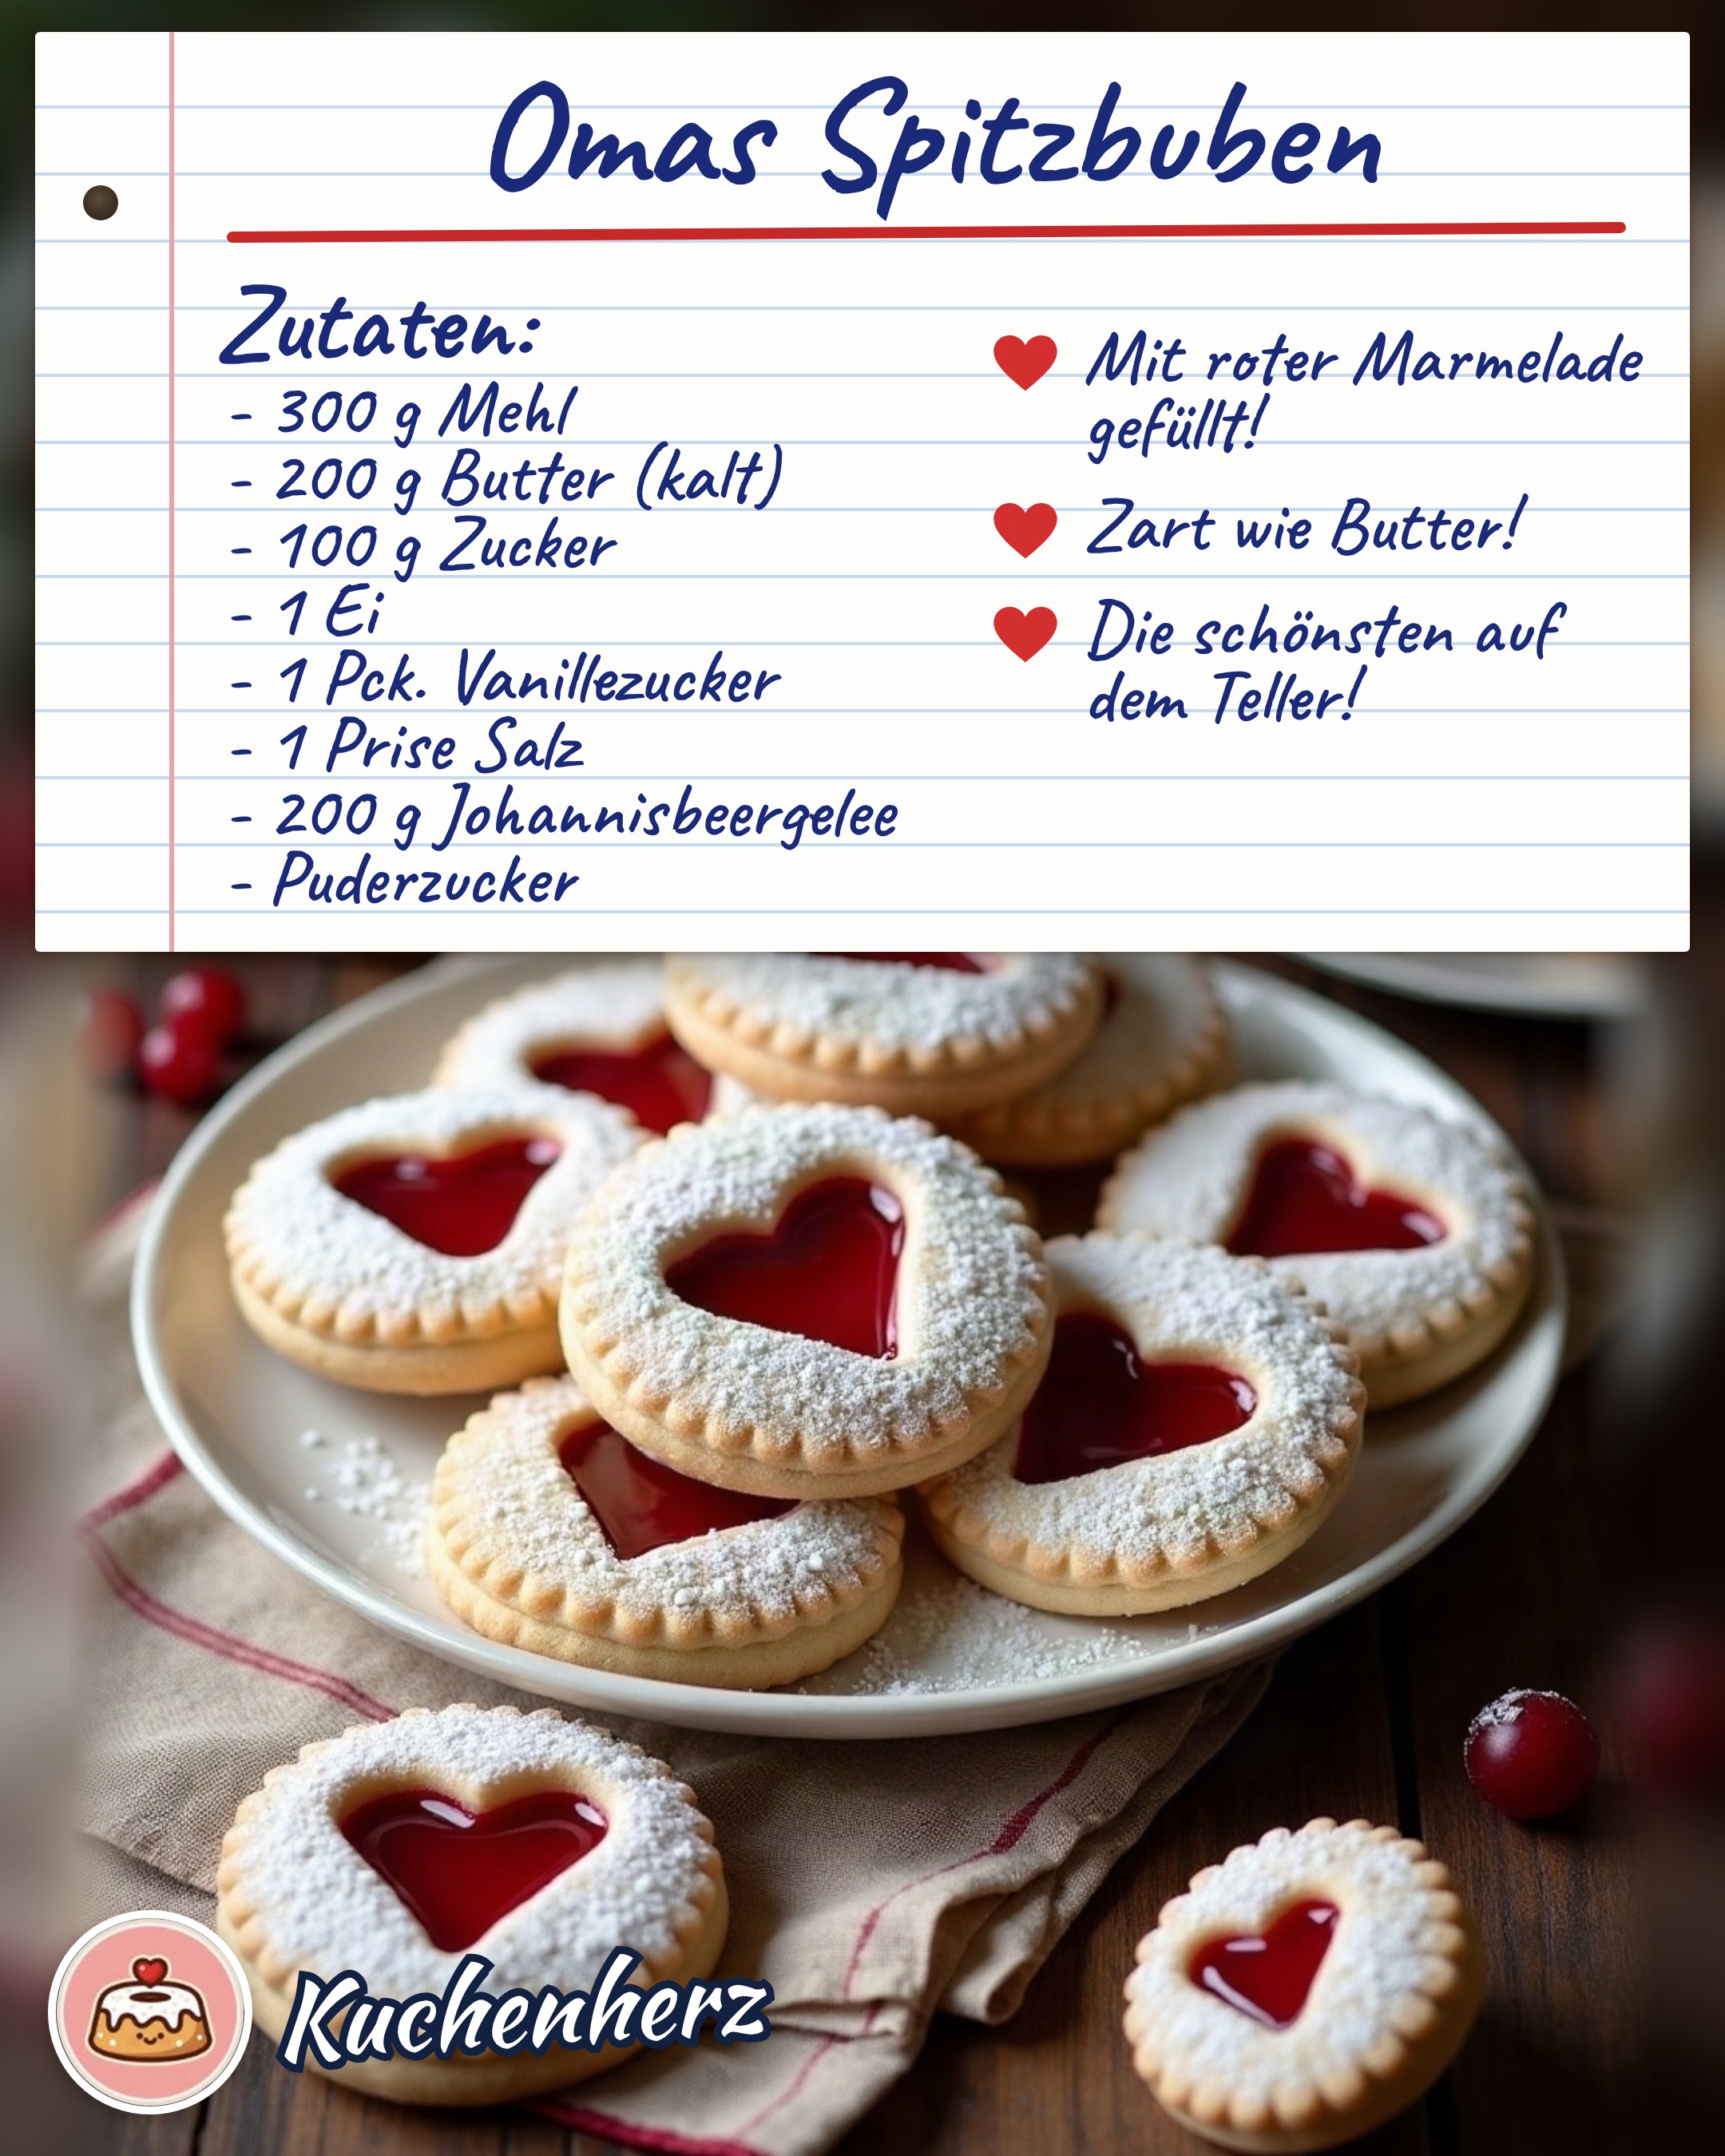 Omas Spitzbuben
Zutaten:
- 300 g Mehl
- 200 g Butter (kalt)
- 100 g Zucker
- 1 Ei
- 1 Pck. Vanillezucker
- 1 Prise Salz
- 200 g Johannisbeergelee
- Puderzucker
Mit roter Marmelade
gefüllt!
Zart wie Butter!
Die schönsten auf
dem Teller!
Kuchenherz